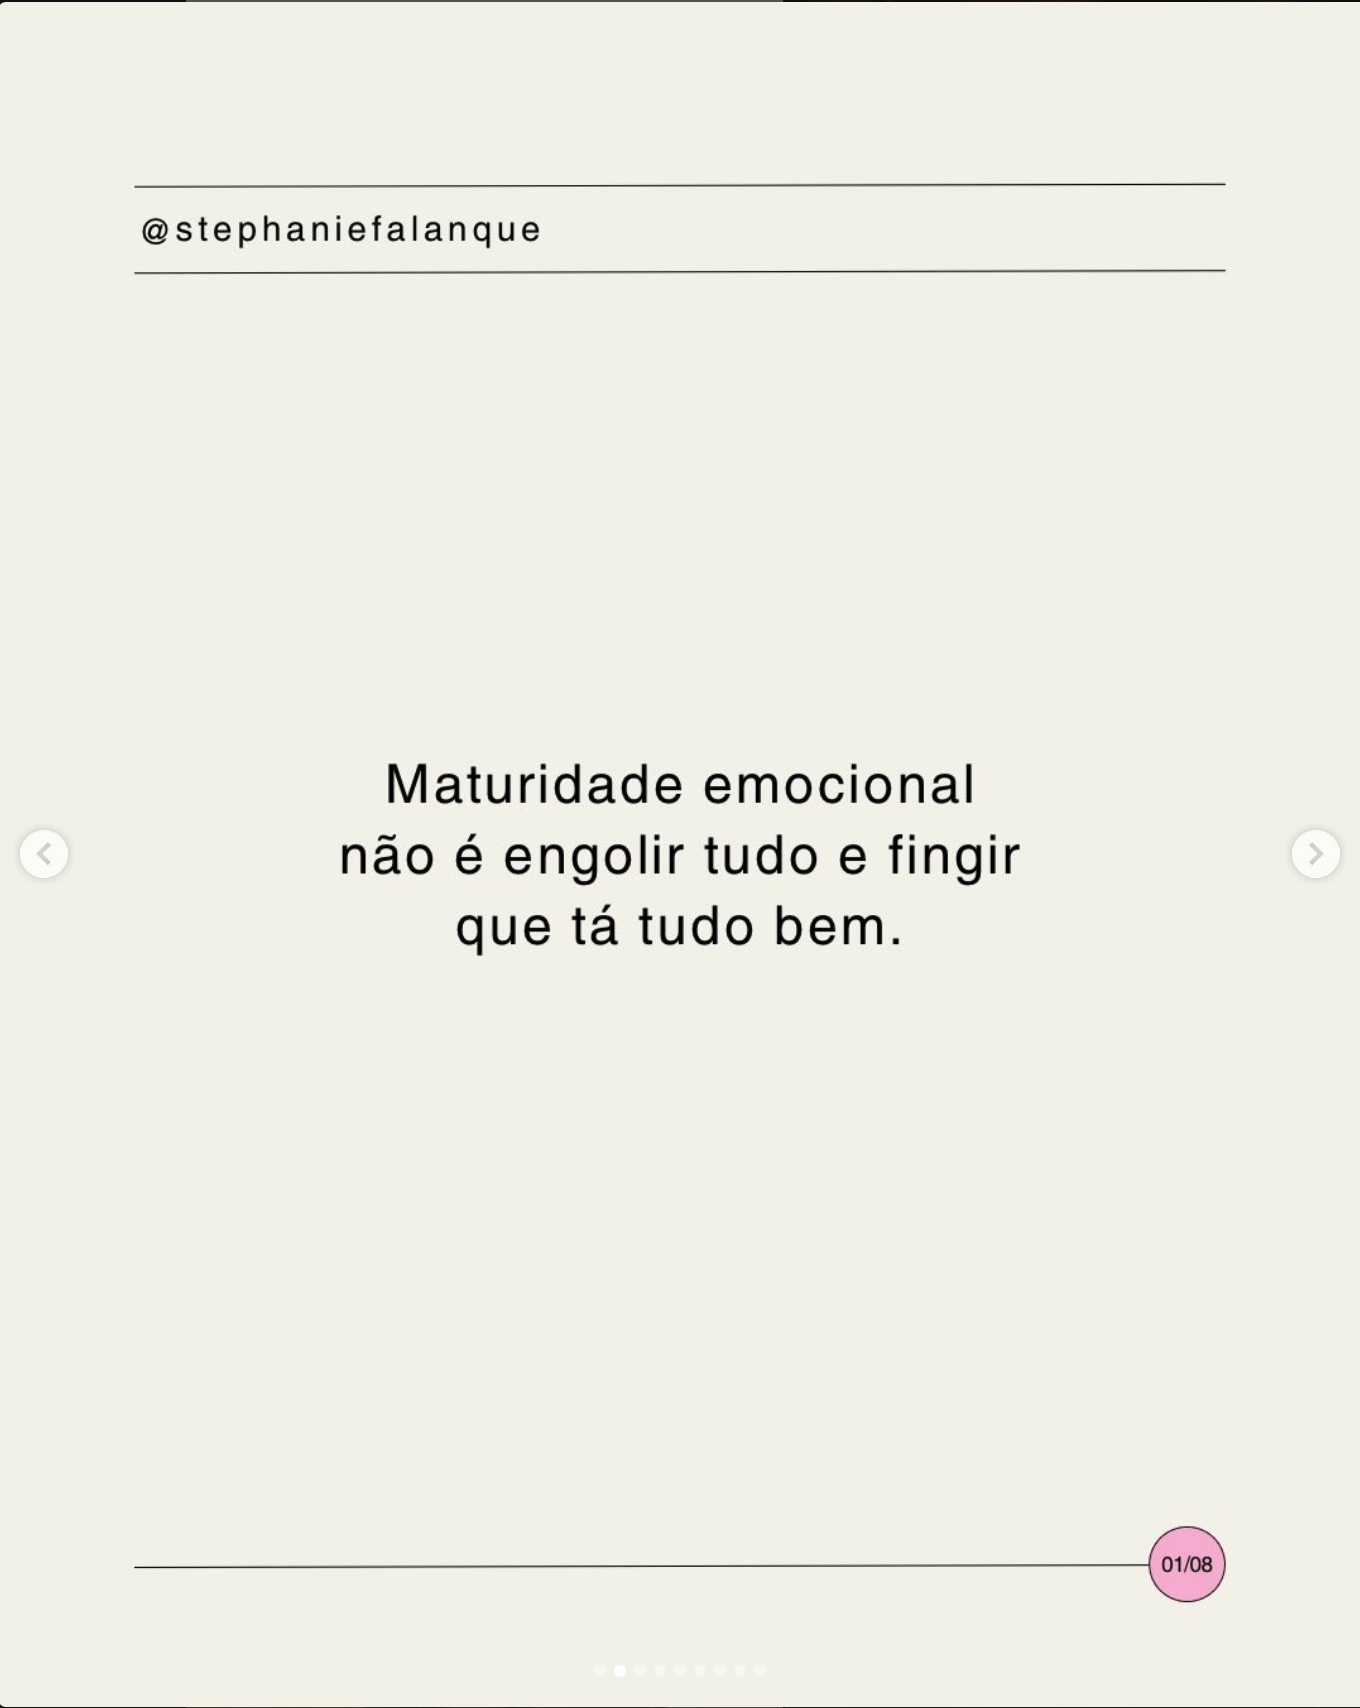 @stephaniefalanque
Maturidade emocional
não é engolir tudo e fingir
que tá tudo bem.
01/08